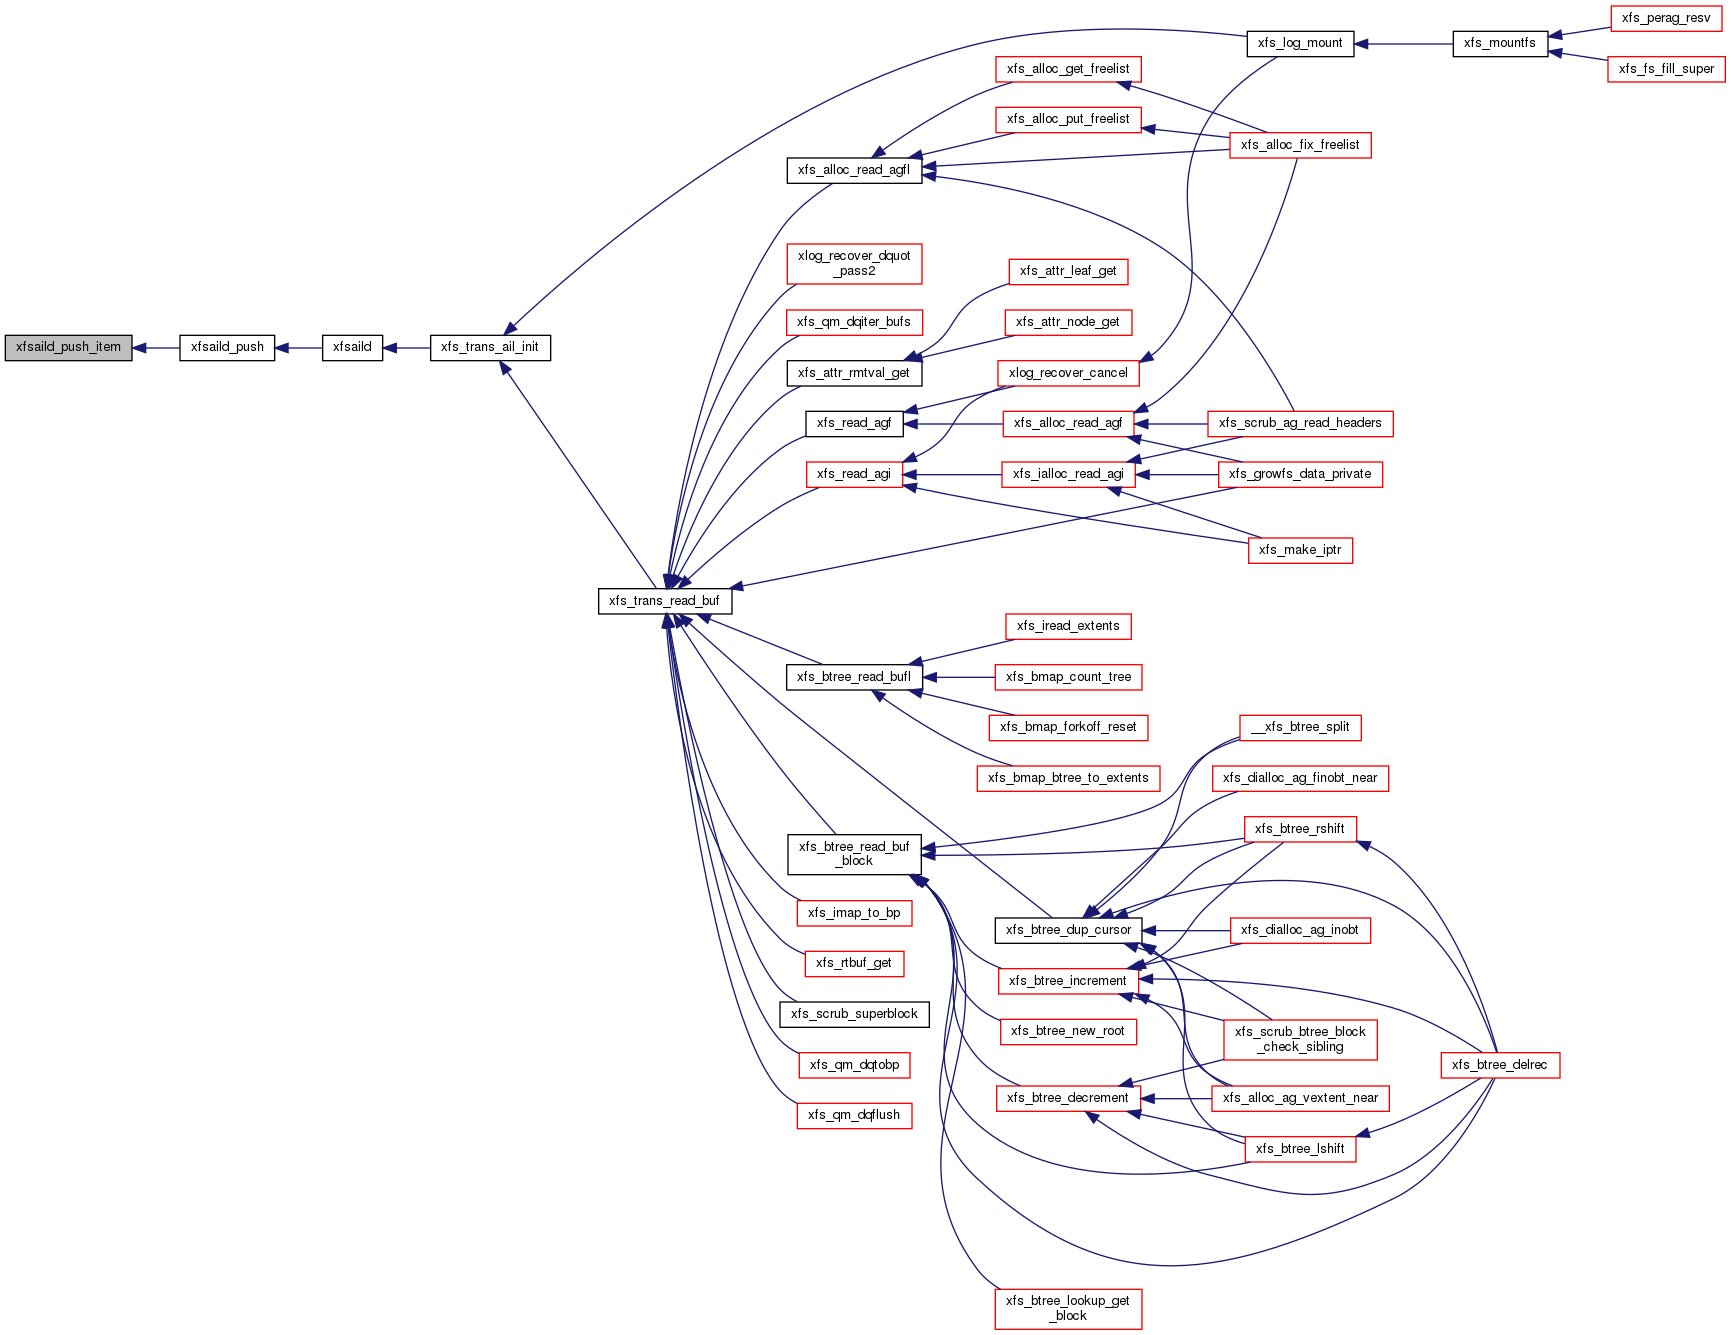 xfs_perag_resv
xfs_log_mount
xfs_mountfs
xfs_fs_fill_super
xfs_alloc_get_freelist
xfs_alloc_put_freelist
xfs_alloc_fix_freelist
xfs_alloc_read_agfl
xlog_recover_dquot
_pass2
xfs_attr_leaf_get
xfs_qm_dqiter_bufs
xfs_attr_node_get
xfsaild_push_item
xfsaild_push
xfsaild
xfs_trans_ail_init
xfs_attr_rmtval_get
xlog_recover_cancel
xfs_read_agf
xfs_alloc_read_agf
xfs_scrub_ag_read_headers
xfs_read_agi
xfs_ialloc_read_agi
xfs_growfs_data_private
xfs_make_iptr
xfs_trans_read_buf
xfs_iread_extents
xfs_btree_read_bufl
xfs_bmap_count_tree
xfs_bmap_forkoff_reset
__xfs_btree_split
xfs_bmap_btree_to_extents
xfs_dialloc_ag_finobt_near
xfs_btree_rshift
xfs_btree_read_buf
_block
xfs_imap_to_bp
xfs_btree_dup_cursor
xfs_dialloc_ag_inobt
xfs_rtbuf_get
xfs_btree_increment
xfs_scrub_superblock
xfs_btree_new_root
xfs_scrub_btree_block
_check_sibling
xfs_qm_dqtobp
xfs_btree_delrec
xfs_btree_decrement
xfs_alloc_ag_vextent_near
xfs_qm_dqflush
xfs_btree_lshift
xfs_btree_lookup_get
_block